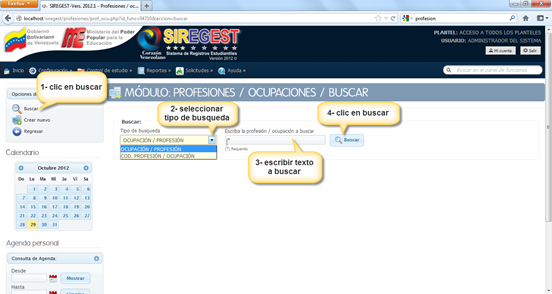 Firefox
SIREGEST-Vers. 2012.1 - Profesiones / oc...
localhost/siregest/profesiones/prof_ocu.php?id_func=84750&accion=buscar
profesion
Gobierno Bolivariano
de Venezuela
Ministerio del Poder
Popular para la
Educación
Corazón
Venezolano
SIREGEST
Sistema de Registros Estudiantiles
Versión 2012
PLANTEL: ACCESO A TODOS LOS PLANTELES
USUARIO: ADMINISTRADOR DEL SISTEMA
Mi cuenta
Salir
Inicio
Configuración
Control de estudio
Reportes
Solicitudes
Ayuda
Buscar en el panel de funciones
1- clic en buscar
Opciones d
Buscar
Crear nuevo
Regresar
MÓDULO: PROFESIONES / OCUPACIONES / BUSCAR
2- seleccionar
tipo de busqueda
4- clic en buscar
Buscar:
Tipo de busqueda
Escriba la profesión / ocupación a buscar
OCUPACIÓN / PROFESIÓN
Buscar
OCUPACIÓN / PROFESIÓN
COD. PROFESIÓN / OCUPACIÓN
(*) Requerido
3- escribir texto
a buscar
Calendario
Octubre 2012
Do Lu Ma Mi Ju Vi Sa
1 2 3 4 5 6
7 8 9 10 11 12 13
14 15 16 17 18 19 20
21 22 23 24 25 26 27
28 29 30 31
Agenda personal
Consulta de Agenda:
Desde
Mostrar
Hasta